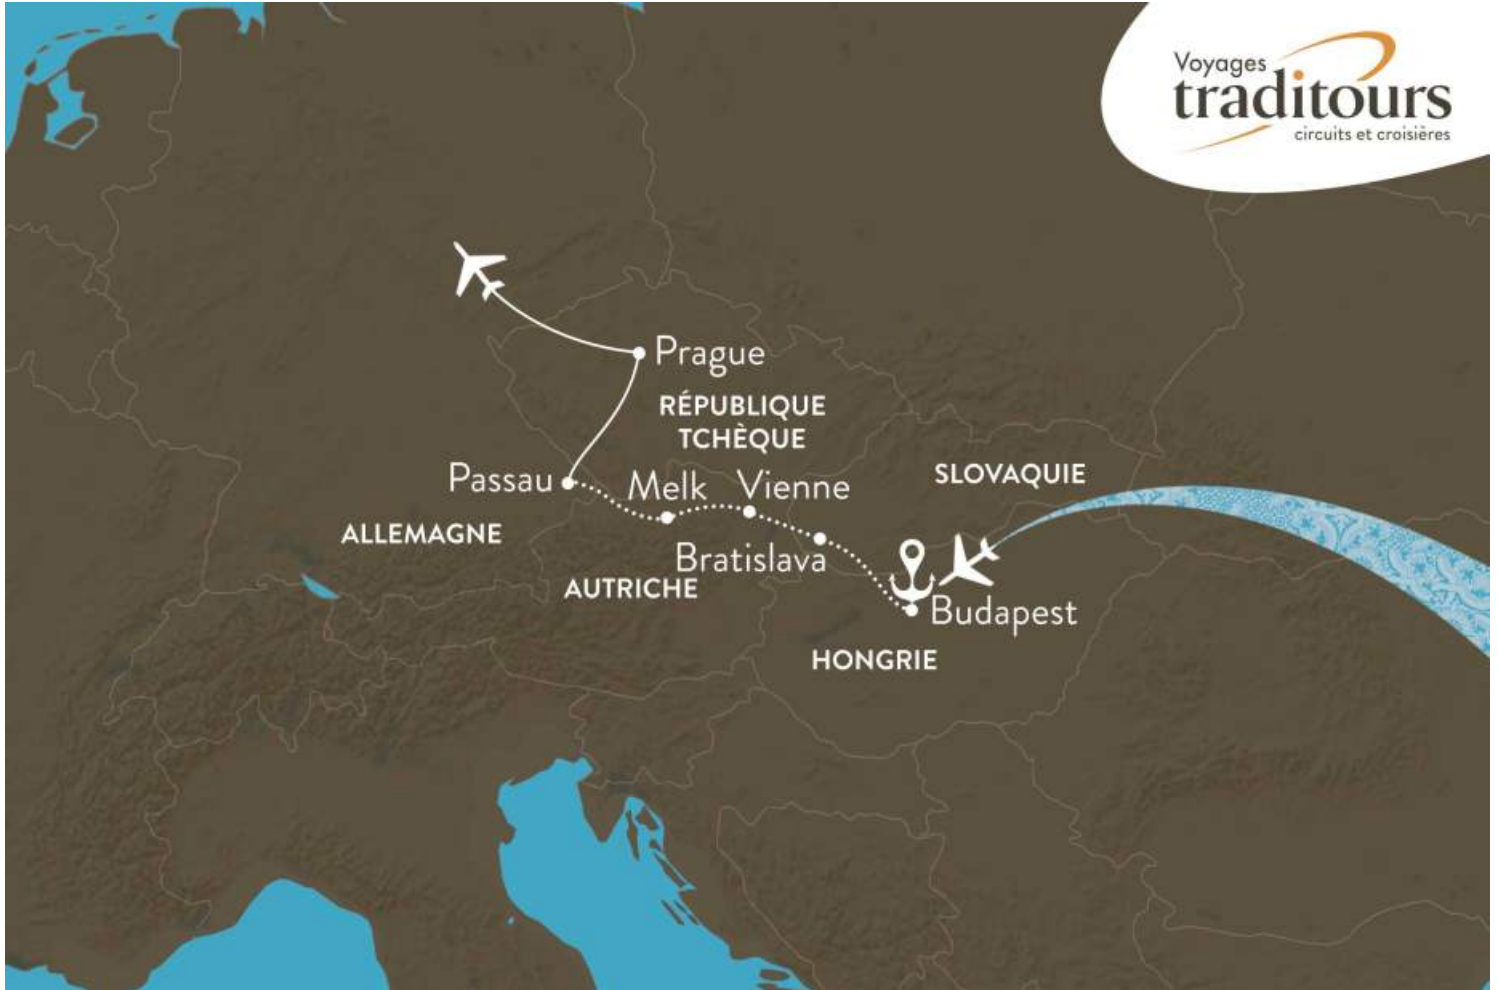 Voyages
traditours
circuits et croisières
Prague
RÉPUBLIQUE
TCHÈQUE
Passau
Melk
Vienne
SLOVAQUIE
ALLEMAGNE
Bratislava
AUTRICHE
Budapest
HONGRIE